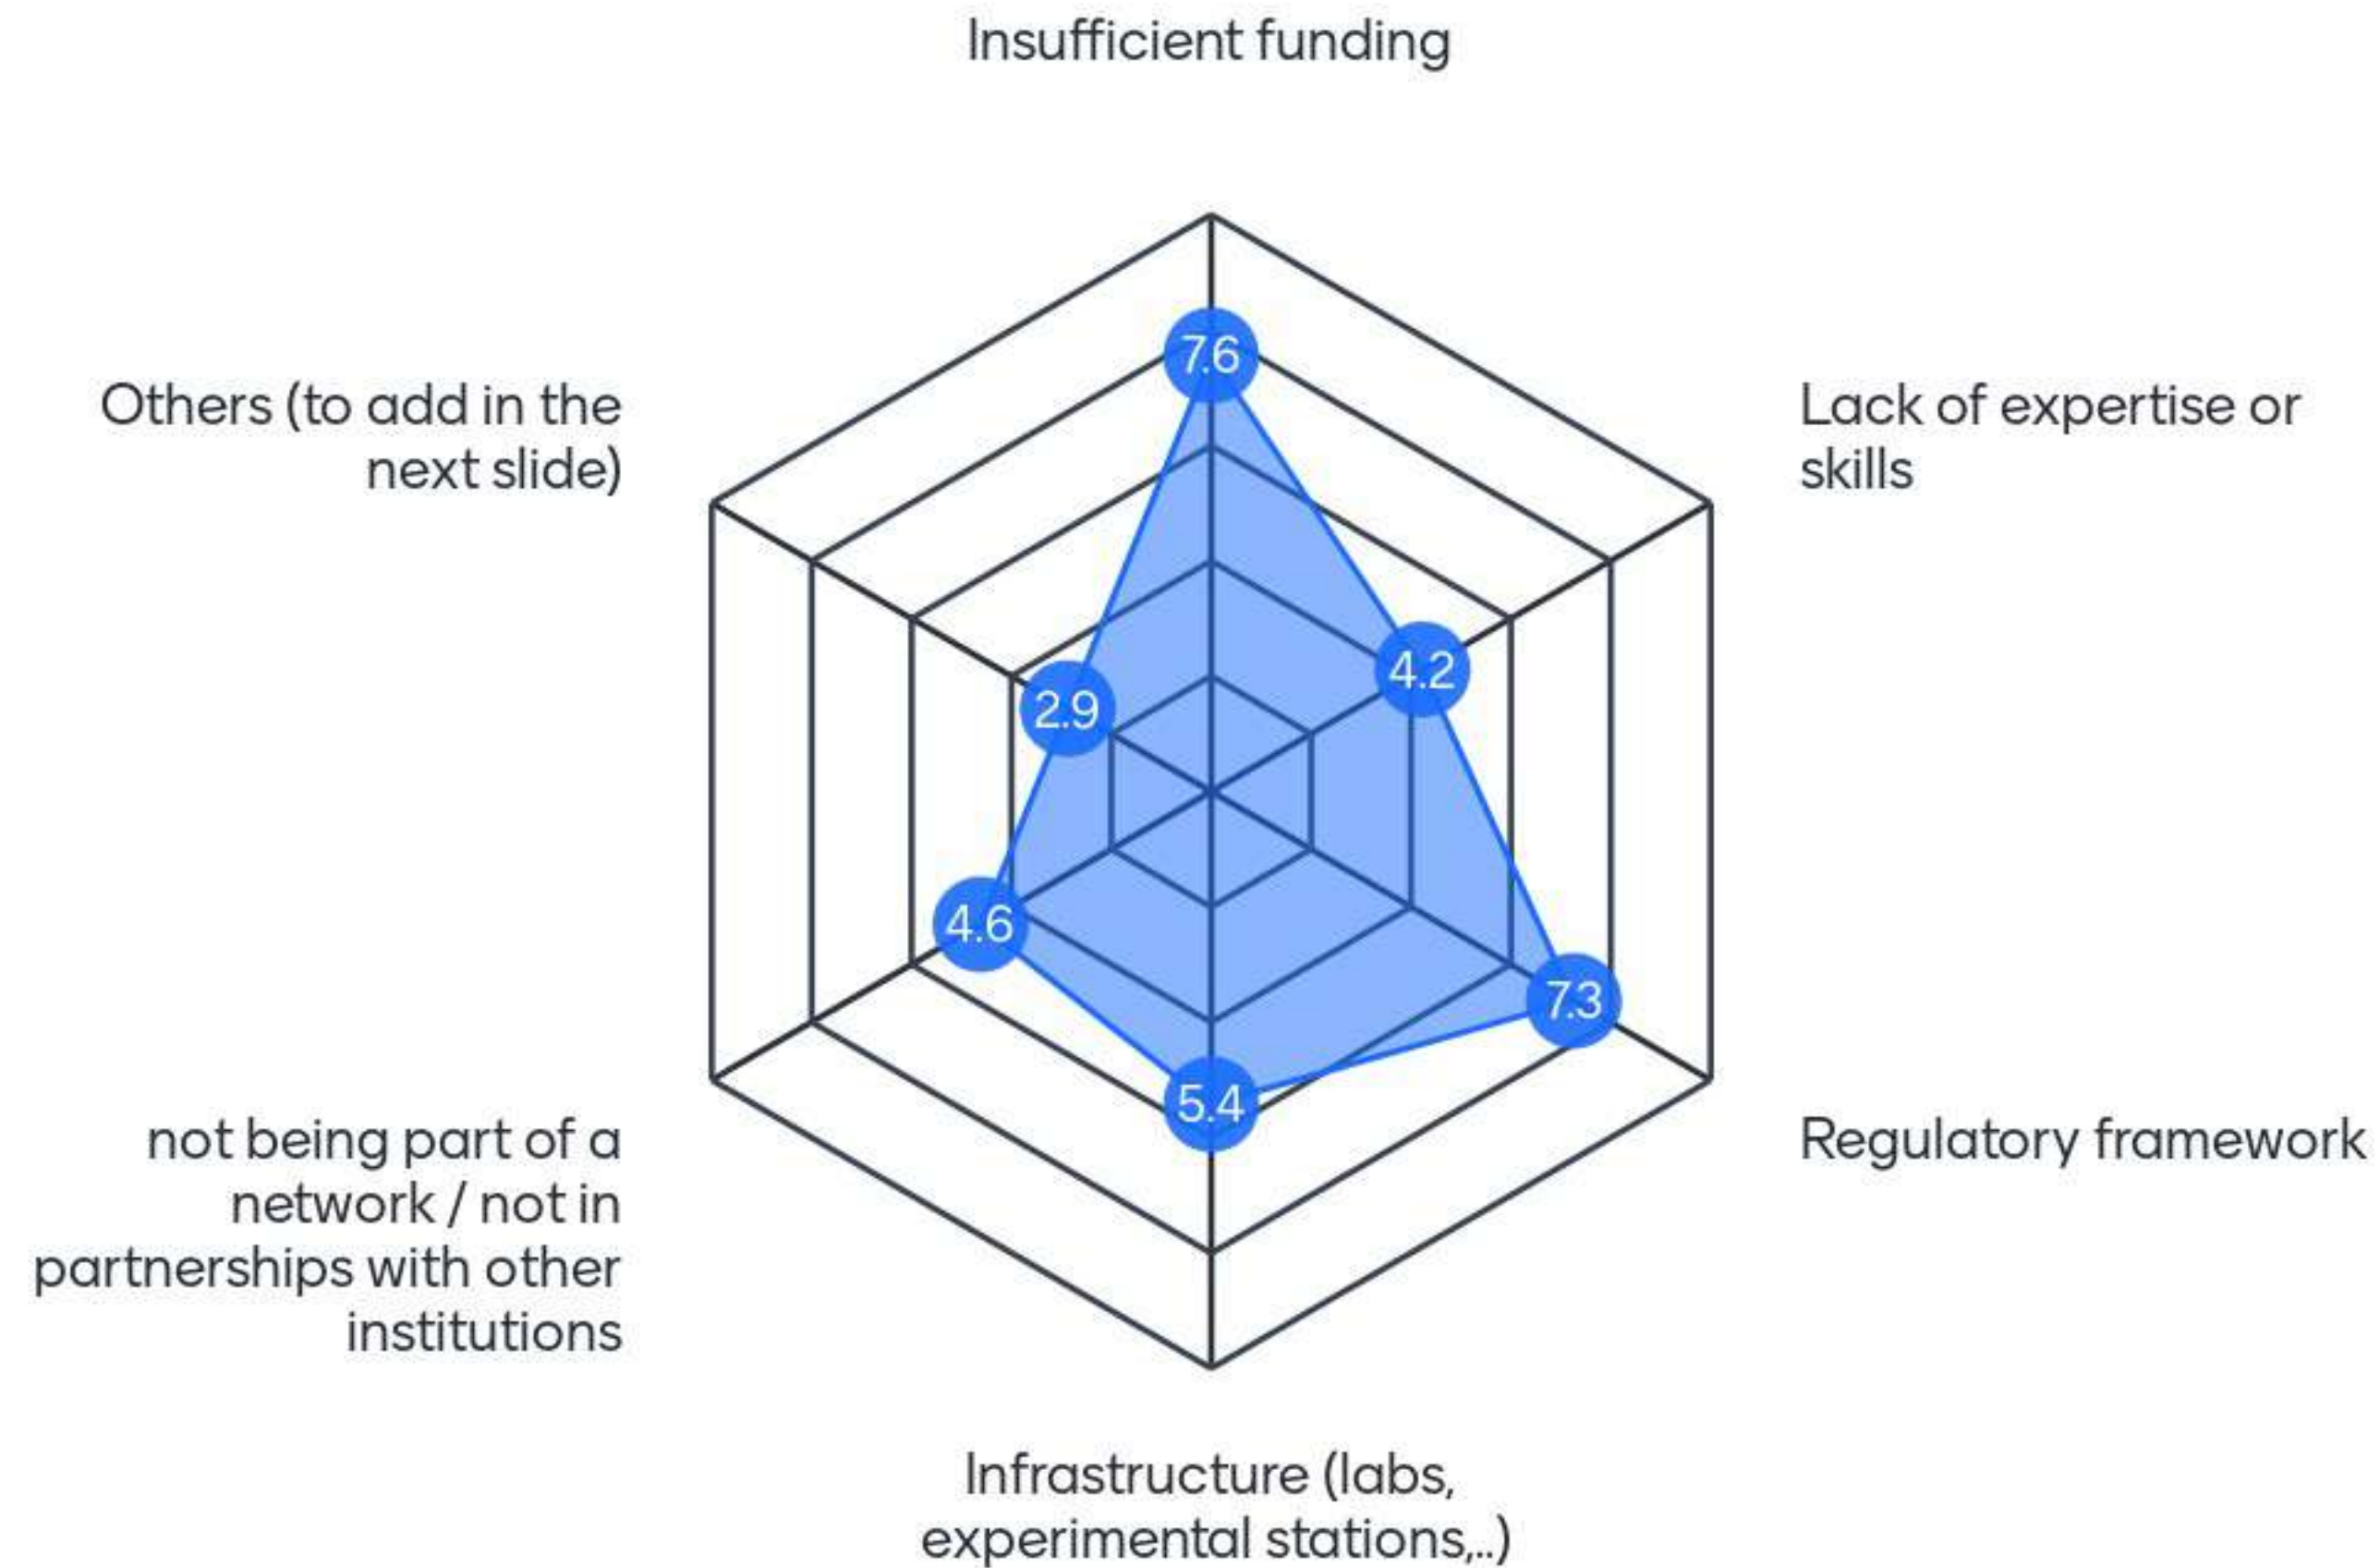 Insufficient funding
7.6
Others (to add in the
next slide)
Lack of expertise or
skills
4.2
2.9
4.6
7.3
5.4
not being part of a
network / not in
partnerships with other
institutions
Regulatory framework
Infrastructure (labs,
experimental stations,..)